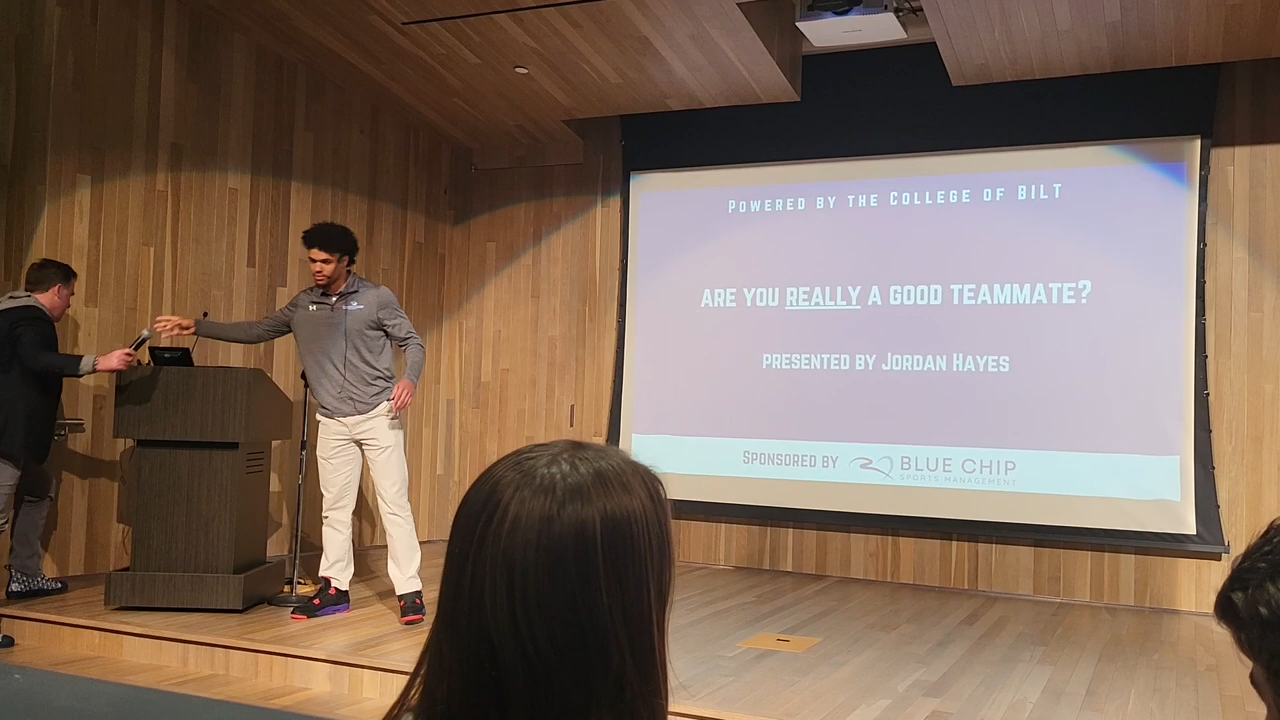 Powered by the College of BILT
ARE YOU REALLY A GOOD TEAMMATE?
PRESENTED BY JORDAN HAYES
Sponsored by BLUE CHIP
SPORTS MANAGEMENT